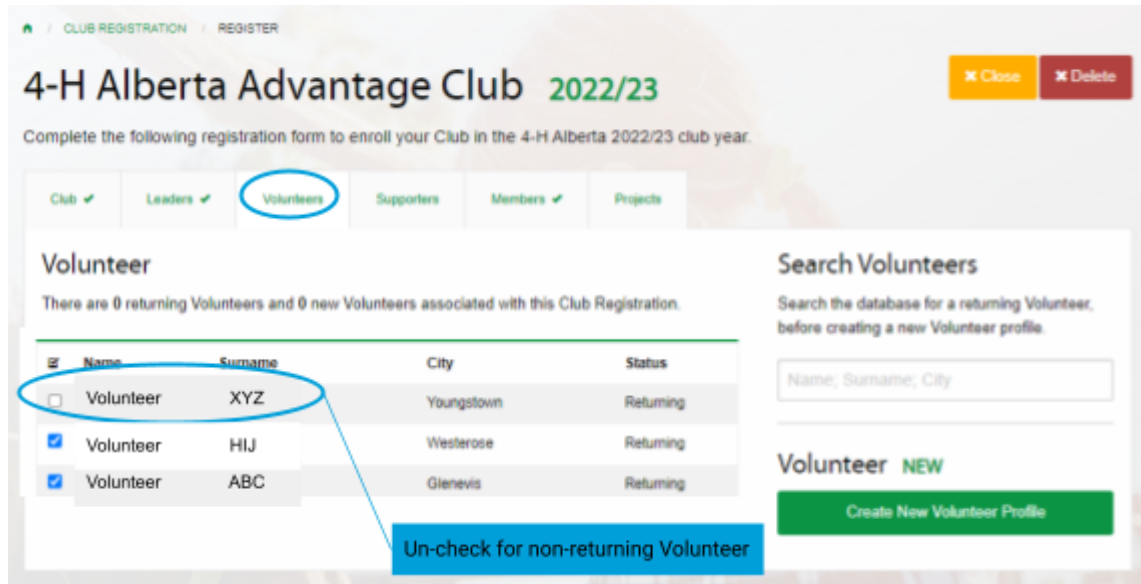 / CLUB REGISTRATION / REGISTER
4-H Alberta Advantage Club 2022/23
✖ Close ✖ Delete
Complete the following registration form to enroll your Club in the 4-H Alberta 2022/23 club year.
Club ✔ Leaders ✔ Volunteers Supporters Members ✔ Projects
Volunteer
There are 0 returning Volunteers and 0 new Volunteers associated with this Club Registration.
Name Surname City Status
Volunteer XYZ Youngstown Returning
Volunteer HIJ Westerose Returning
Volunteer ABC Glenevis Returning
Un-check for non-returning Volunteer
Search Volunteers
Search the database for a returning Volunteer,
before creating a new Volunteer profile.
Name; Surname; City
Volunteer NEW
Create New Volunteer Profile